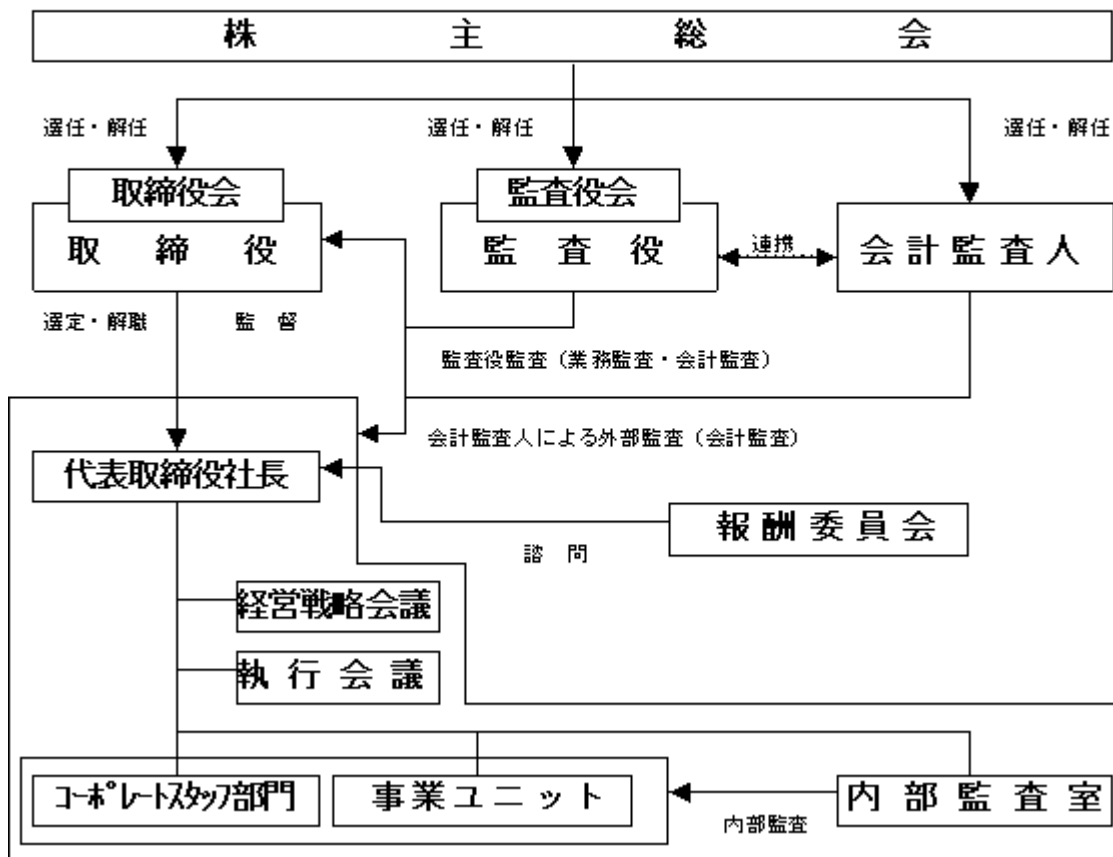 株主総会
選任・解任
選任・解任
選任・解任
取締役会
監査役会
取締役
監査役
連携
会計監査人
選定・解職
監督
監査役監査（業務監査・会計監査）
会計監査人による外部監査（会計監査）
代表取締役社長
報酬委員会
諮問
経営戦略会議
執行会議
ｺｰﾎﾟﾚｰﾄｽﾀｯﾌ部門
事業ユニット
内部監査室
内部監査